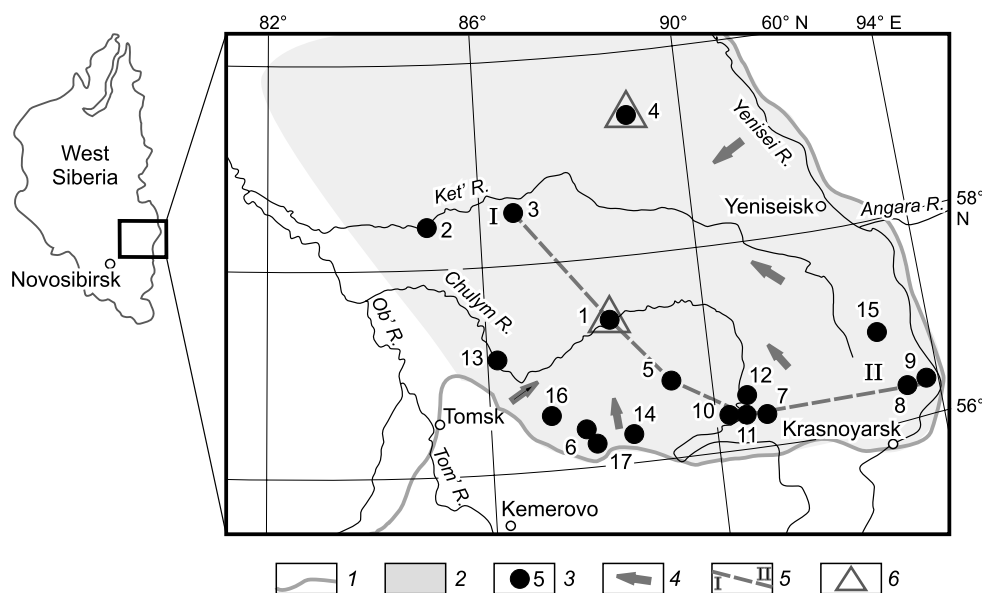 82° 86° 90° 60° N 94° E
West
Siberia
Novosibirsk
4
Yenisei R.
Ket' R.
I 3
2
Yeniseisk
Angara R.
58°
N
Chulym R.
Ob' R.
1
15
13
5
II 9
8
12
7
10
11
16
14
6
17
56°
Tomsk
Krasnoyarsk
Tom' R.
Kemerovo
1 2 5 3 4 I II 5 6